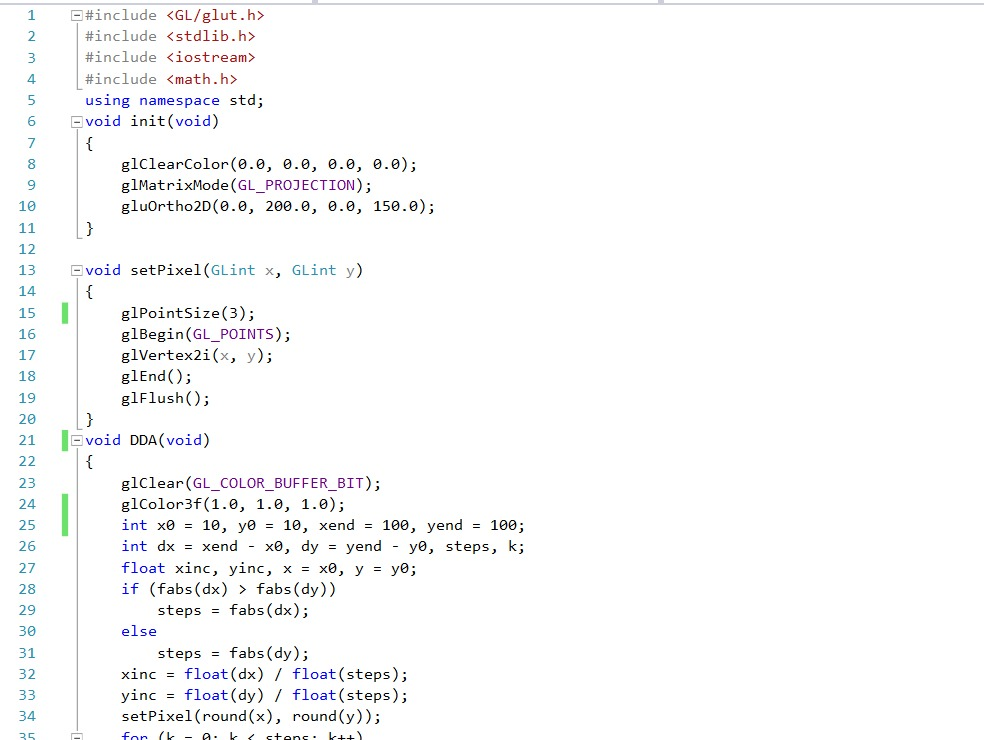 1 #include <GL/glut.h>
2 #include <stdlib.h>
3 #include <iostream>
4 #include <math.h>
5 using namespace std;
6 void init(void)
7 {
8 glClearColor(0.0, 0.0, 0.0, 0.0);
9 glMatrixMode(GL_PROJECTION);
10 gluOrtho2D(0.0, 200.0, 0.0, 150.0);
11 }
12
13 void setPixel(GLint x, GLint y)
14 {
15 glPointSize(3);
16 glBegin(GL_POINTS);
17 glVertex2i(x, y);
18 glEnd();
19 glFlush();
20 }
21 void DDA(void)
22 {
23 glClear(GL_COLOR_BUFFER_BIT);
24 glColor3f(1.0, 1.0, 1.0);
25 int x0 = 10, y0 = 10, xend = 100, yend = 100;
26 int dx = xend - x0, dy = yend - y0, steps, k;
27 float xinc, yinc, x = x0, y = y0;
28 if (fabs(dx) > fabs(dy))
29 steps = fabs(dx);
30 else
31 steps = fabs(dy);
32 xinc = float(dx) / float(steps);
33 yinc = float(dy) / float(steps);
34 setPixel(round(x), round(y));
35 for (k = 0; k < steps; k++)